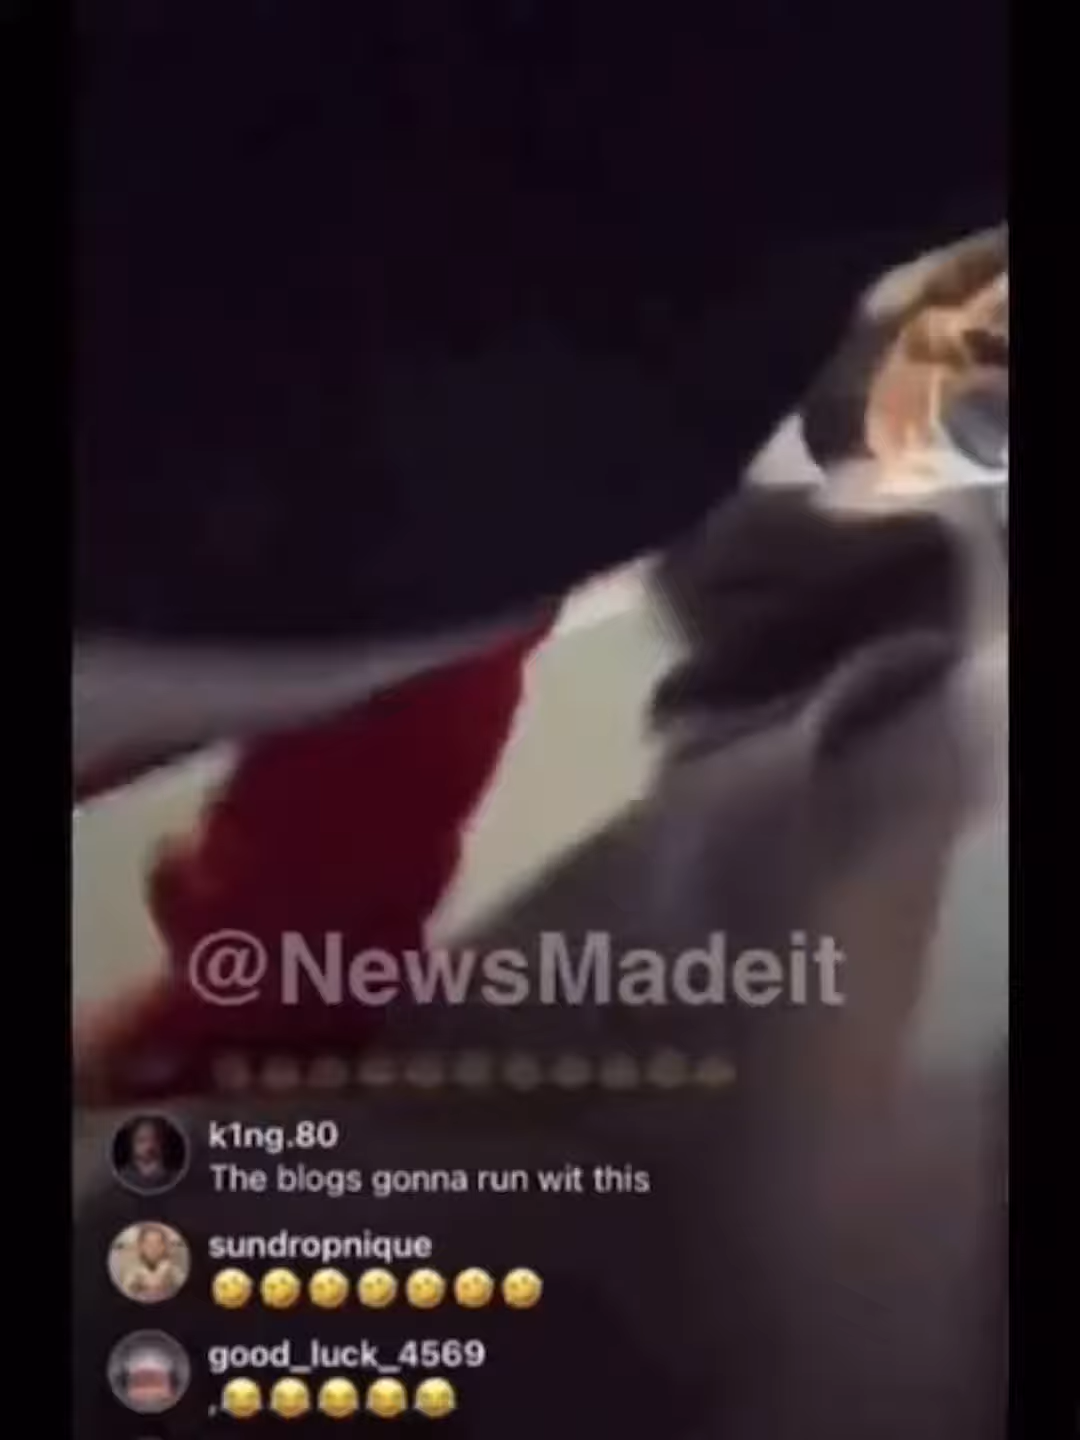 @NewsMadeit
k1ng.80
The blogs gonna run wit this
sundropnique
🤣🤣🤣🤣🤣🤣🤣
good_luck_4569
,😂😂😂😂😂